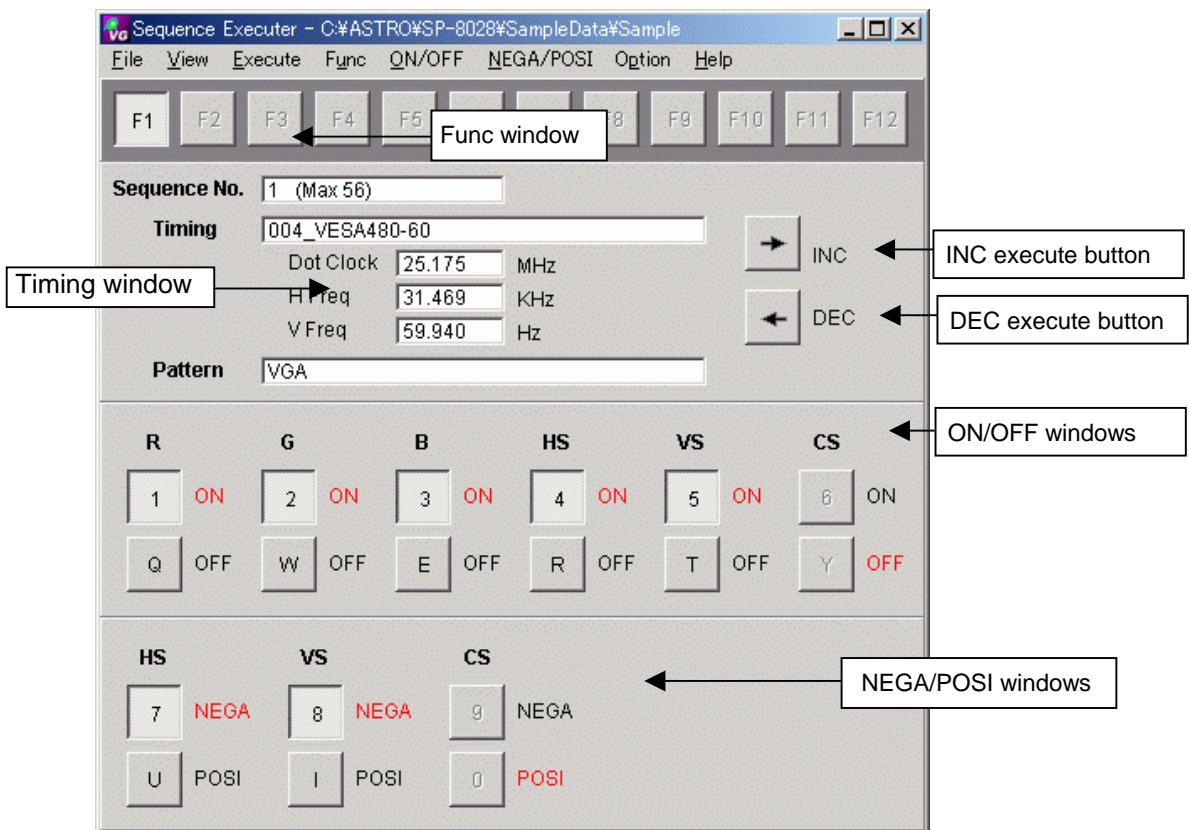 VG Sequence Executer - C:¥ASTRO¥SP-8028¥SampleData¥Sample
File View Execute Func ON/OFF NEGA/POSI Option Help
F1 F2 F3 F4 F5 8 F9 F10 F11 F12
Func window
Sequence No. 1 (Max 56)
Timing 004_VESA480-60
INC
INC execute button
Dot Clock 25.175 MHz
Timing window
H Freq 31.469 KHz
DEC
DEC execute button
V Freq 59.940 Hz
Pattern VGA
ON/OFF windows
R G B HS VS CS
1 ON 2 ON 3 ON 4 ON 5 ON 6 ON
Q OFF W OFF E OFF R OFF T OFF Y OFF
HS VS CS
NEGA/POSI windows
7 NEGA 8 NEGA 9 NEGA
U POSI I POSI 0 POSI